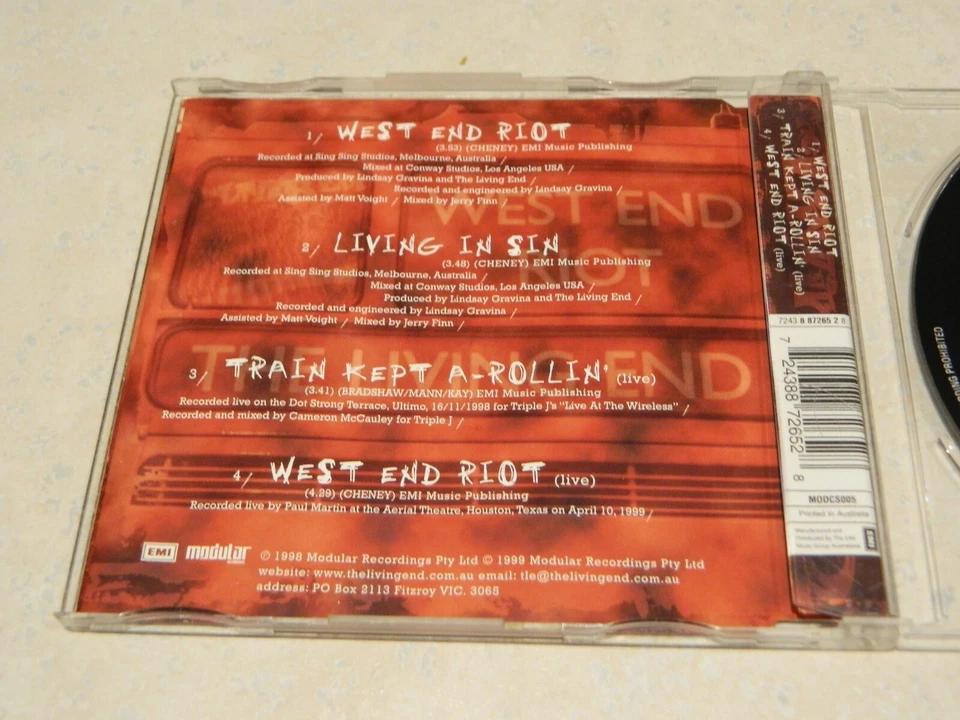 1/ WEST END RIOT
(3.53) (CHENEY) EMI Music Publishing
Recorded at Sing Sing Studios, Melbourne, Australia /
Mixed at Conway Studios, Los Angeles USA /
Produced by Lindsay Gravina and The Living End /
Recorded and engineered by Lindsay Gravina /
Assisted by Matt Voight / Mixed by Jerry Finn /
WEST END
RIOT
2/ LIVING IN SIN
(3.48) (CHENEY) EMI Music Publishing
Recorded at Sing Sing Studios, Melbourne, Australia /
Mixed at Conway Studios, Los Angeles USA /
Produced by Lindsay Gravina and The Living End /
Recorded and engineered by Lindsay Gravina /
Assisted by Matt Voight / Mixed by Jerry Finn /
THE LIVING END
3/ TRAIN KEPT A-ROLLIN' (live)
(3.41) (BRADSHAW/MANN/KAY) EMI Music Publishing
Recorded live on the Dot Strong Terrace, Ultimo, 16/11/1998 for Triple J's "Live At The Wireless" /
Recorded and mixed by Cameron McCauley for Triple J /
4/ WEST END RIOT (live)
(4.29) (CHENEY) EMI Music Publishing
Recorded live by Paul Martin at the Aerial Theatre, Houston, Texas on April 10, 1999 /
EMI modular ℗ 1998 Modular Recordings Pty Ltd © 1999 Modular Recordings Pty Ltd
website: www.thelivingend.com.au email: tle@thelivingend.com.au
address: PO Box 2113 Fitzroy VIC. 3065
1/ WEST END RIOT
2/ LIVING IN SIN
3/ TRAIN KEPT A-ROLLIN' (live)
4/ WEST END RIOT (live)
7243 8 87265 2 8
7 24388 72652 8
MODCS005
Printed in Australia
Manufactured and
Distributed by The EMI
Music Group Australasia
EMI
PROHIBITED